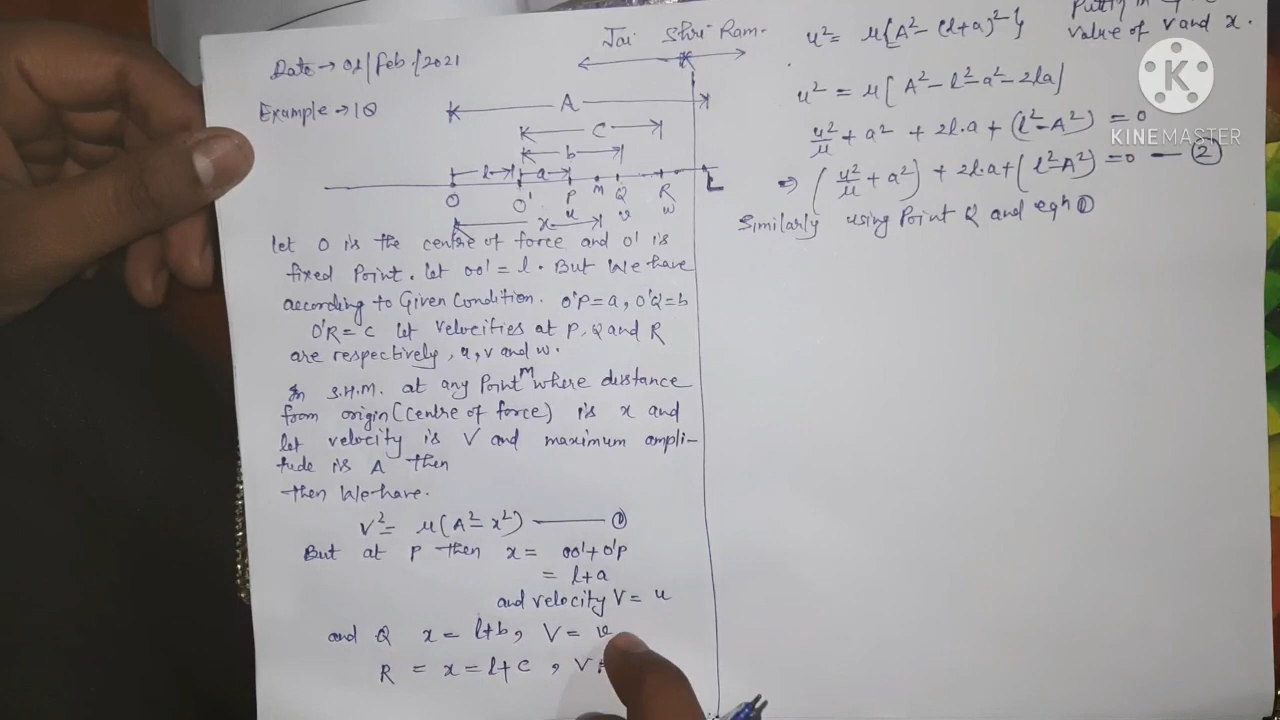 Jai Shri Ram.
Date → 01/Feb./2021
Example → 18
A
c
b
l a
O O' P M Q R L
u v w
x
let O is the centre of force and O' is
fixed Point. let OO' = l. But We have
according to Given Condition. O'P = a, O'Q = b
O'R = c let velocities at P, Q and R
are respectively, u, v and w.
In S.H.M. at any Point M where distance
from origin (centre of force) is x and
let velocity is V and maximum ampli-
tude is A then
then We have.
V² = μ(A² - x²) —— ①
But at P then x = OO' + O'P
= l + a
and velocity V = u
and Q x = l+b, V = v
R = x = l+c, V
Putty in
u² = μ{A² - (l+a)²} value of v and x.
u² = μ[A² - l² - a² - 2la]
u²/μ + a² + 2l.a + (l² - A²) = 0
⇒ (u²/μ + a²) + 2l.a + (l² - A²) = 0 — ②
Similarly using Point Q and eqn ①
K
KINEMASTER